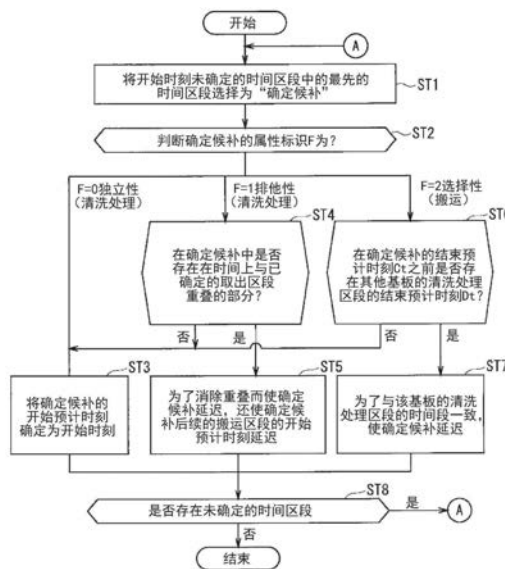 开始
A
将开始时刻未确定的时间区段中的最先的
时间区段选择为“确定候补”
ST1
判断确定候补的属性标识F为?
ST2
F=0独立性
(清洗处理)
F=1排他性
(清洗处理)
F=2选择性
(搬运)
ST4
在确定候补中是否
存在在时间上与已
确定的取出区段
重叠的部分?
ST6
在确定候补的结束预
计时刻Ct之前是否存
在其他基板的清洗处理
区段的结束预计时刻Dt?
否
是
否
是
ST3
将确定候补的
开始预计时刻
确定为开始时刻
ST5
为了消除重叠而使确定
候补延迟,还使确定候
补后续的搬运区段的开始
预计时刻延迟
ST7
为了与该基板的清洗
处理区段的时间段一致,
使确定候补延迟
ST8
是否存在未确定的时间区段
是
A
否
结束